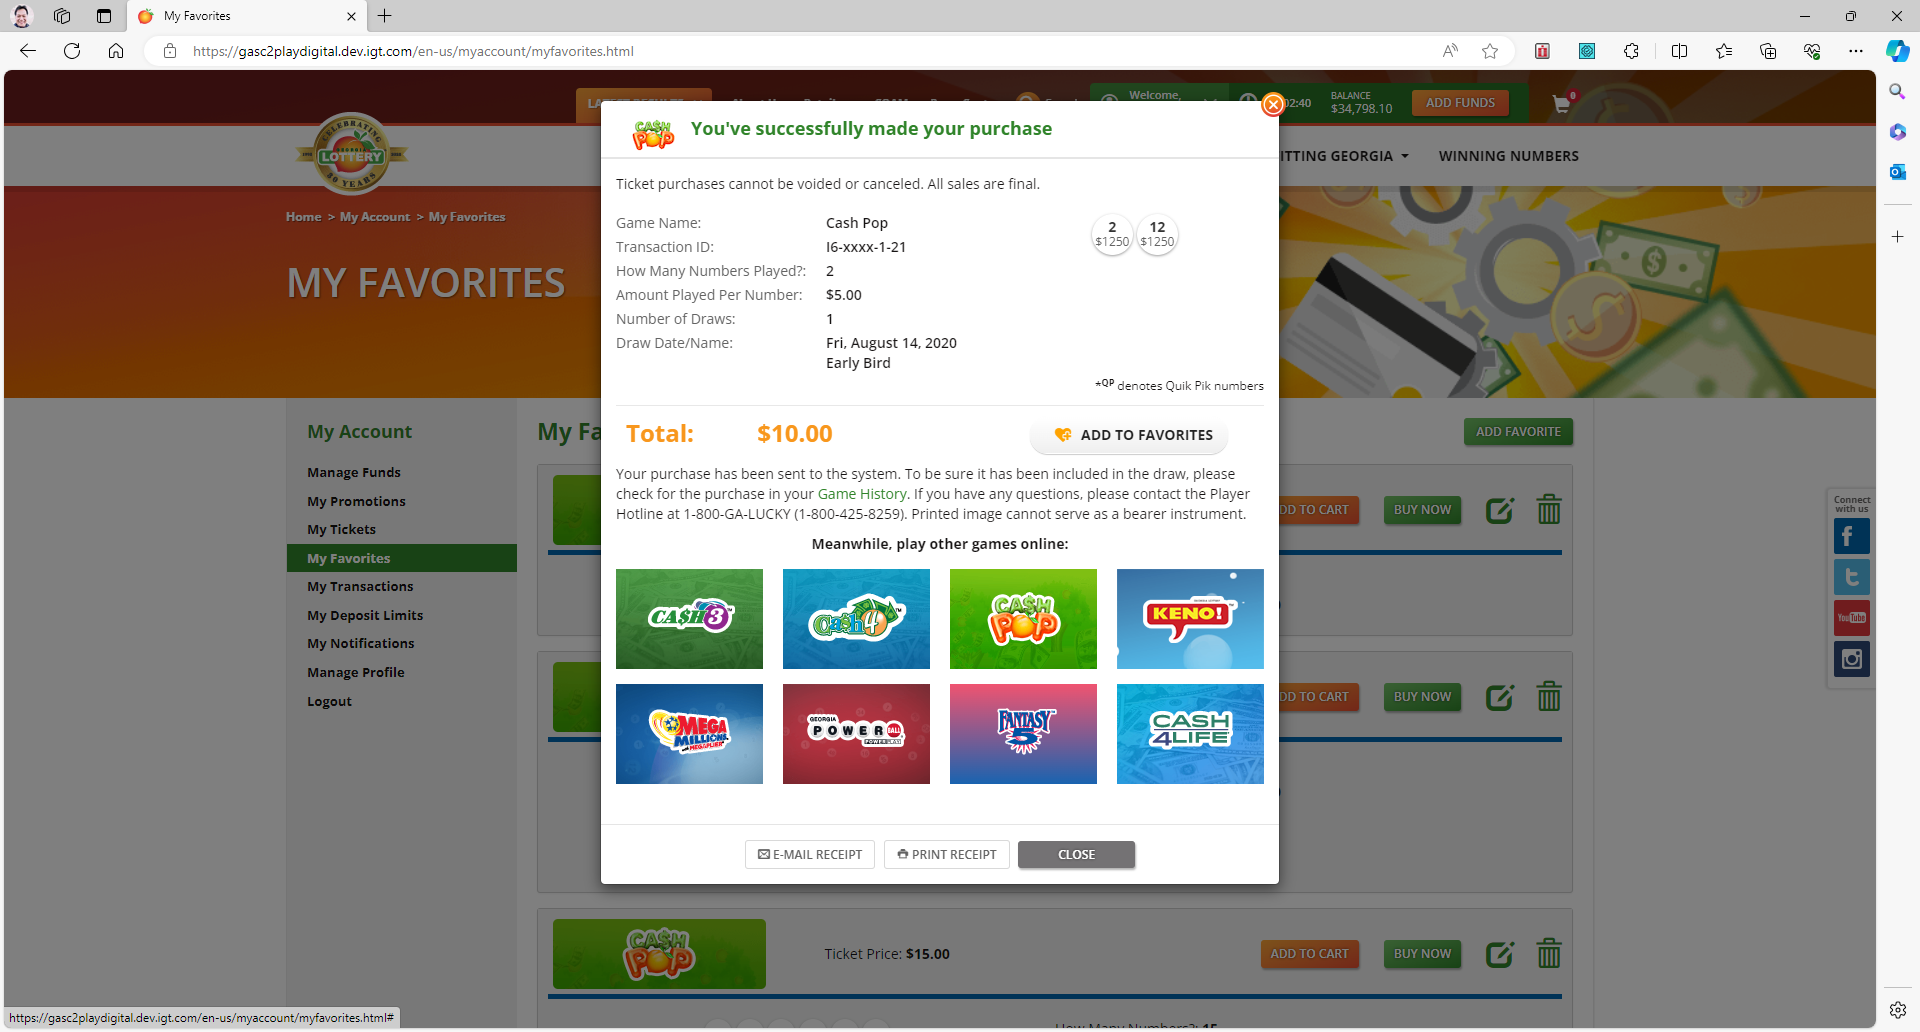 My Favorites
https://gasc2playdigital.dev.igt.com/en-us/myaccount/myfavorites.html
Welcome,
02:40
BALANCE
$34,798.10
ADD FUNDS
0
CELEBRATING
LOTTERY
30 YEARS
ITTING GEORGIA
WINNING NUMBERS
Home > My Account > My Favorites
MY FAVORITES
My Account
Manage Funds
My Promotions
My Tickets
My Favorites
My Transactions
My Deposit Limits
My Notifications
Manage Profile
Logout
My Fa
ADD FAVORITE
CA$H POP
You've successfully made your purchase
Ticket purchases cannot be voided or canceled. All sales are final.
Game Name: Cash Pop
Transaction ID: I6-xxxx-1-21
How Many Numbers Played?: 2
Amount Played Per Number: $5.00
Number of Draws: 1
Draw Date/Name: Fri, August 14, 2020
Early Bird
2 12
$1250 $1250
*QP denotes Quik Pik numbers
Total: $10.00
ADD TO FAVORITES
Your purchase has been sent to the system. To be sure it has been included in the draw, please
check for the purchase in your Game History. If you have any questions, please contact the Player
Hotline at 1-800-GA-LUCKY (1-800-425-8259). Printed image cannot serve as a bearer instrument.
Meanwhile, play other games online:
CA$H 3
Cash 4
CA$H POP
KENO!
MEGA MILLIONS
MEGAPLIER
GEORGIA
POWERBALL
FANTASY 5
CASH 4LIFE
E-MAIL RECEIPT
PRINT RECEIPT
CLOSE
DD TO CART
BUY NOW
DD TO CART
BUY NOW
CA$H POP
Ticket Price: $15.00
ADD TO CART
BUY NOW
How Many Numbers?: 15
Connect
with us
YouTube
https://gasc2playdigital.dev.igt.com/en-us/myaccount/myfavorites.html#